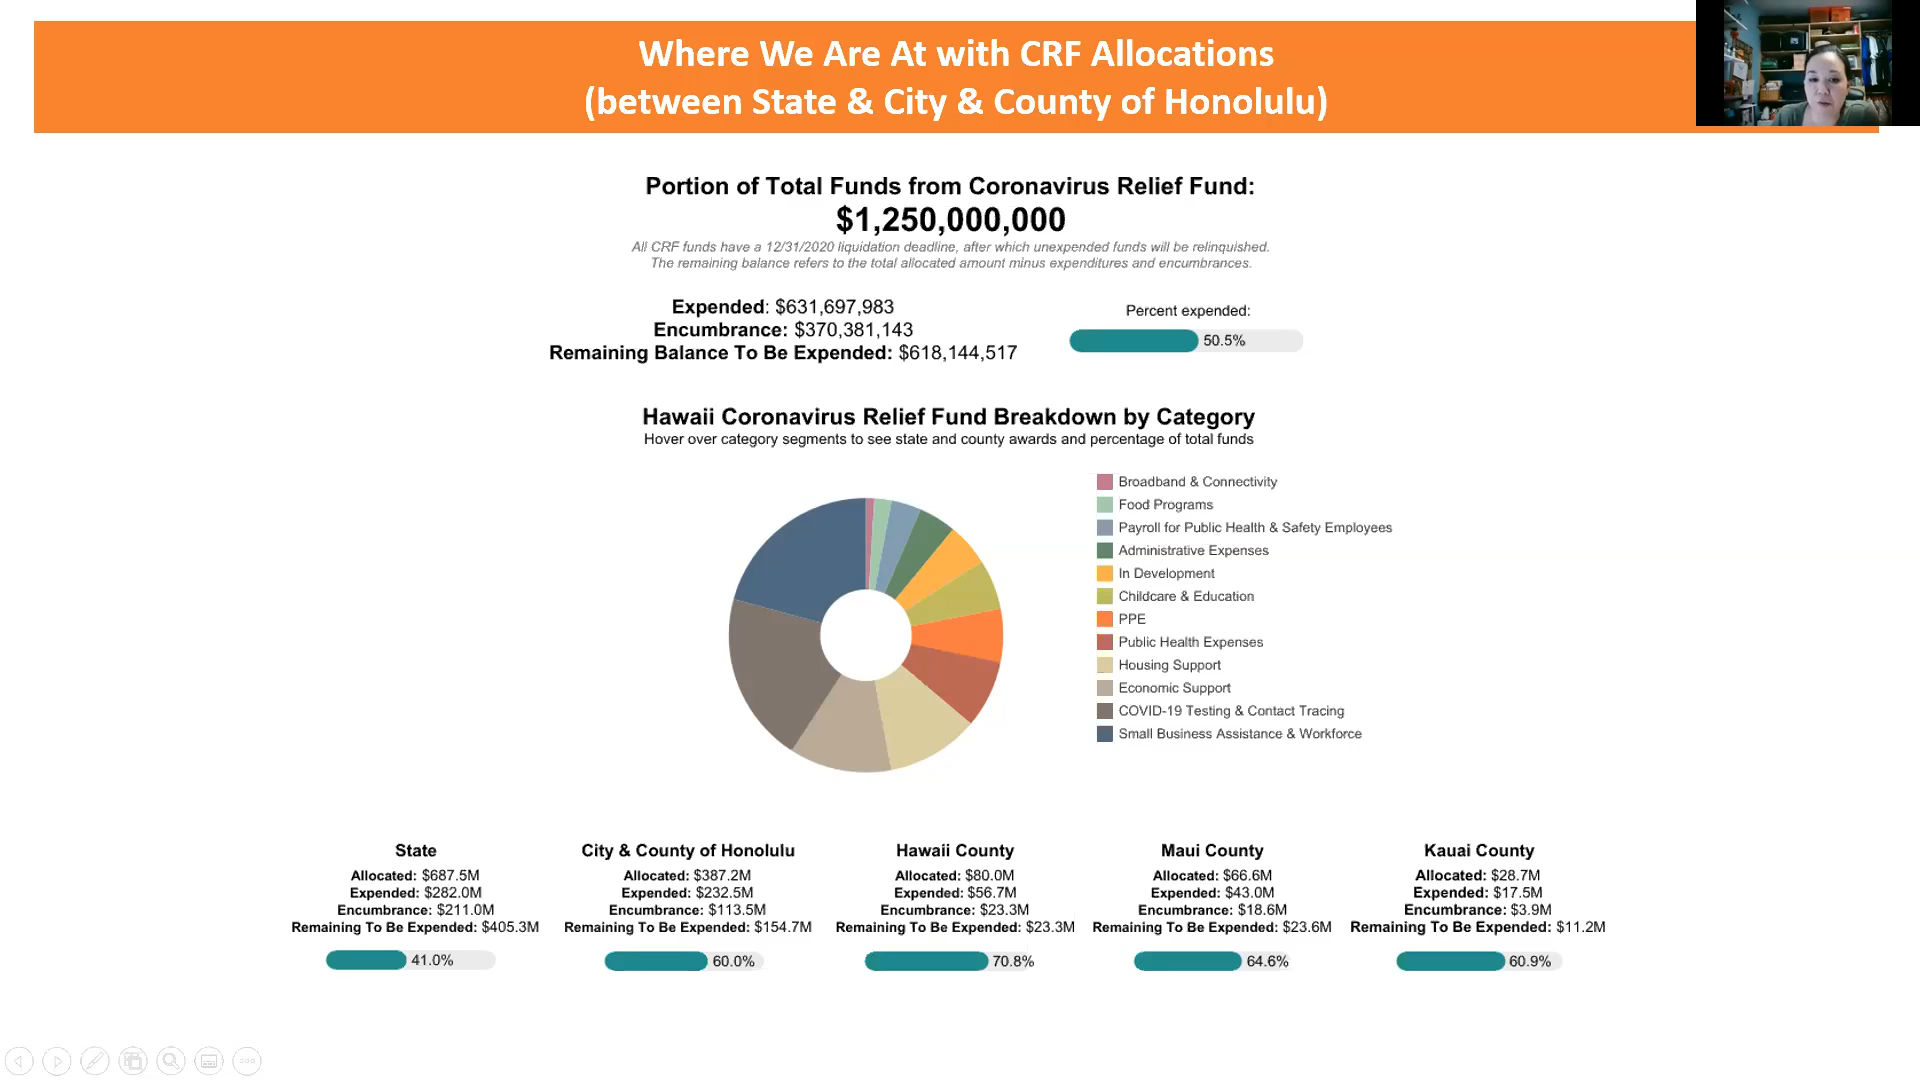 Where We Are At with CRF Allocations
(between State & City & County of Honolulu)
Portion of Total Funds from Coronavirus Relief Fund:
$1,250,000,000
All CRF funds have a 12/31/2020 liquidation deadline, after which unexpended funds will be relinquished.
The remaining balance refers to the total allocated amount minus expenditures and encumbrances.
Expended: $631,697,983
Encumbrance: $370,381,143
Remaining Balance To Be Expended: $618,144,517
Percent expended:
50.5%
Hawaii Coronavirus Relief Fund Breakdown by Category
Hover over category segments to see state and county awards and percentage of total funds
Broadband & Connectivity
Food Programs
Payroll for Public Health & Safety Employees
Administrative Expenses
In Development
Childcare & Education
PPE
Public Health Expenses
Housing Support
Economic Support
COVID-19 Testing & Contact Tracing
Small Business Assistance & Workforce
State
Allocated: $687.5M
Expended: $282.0M
Encumbrance: $211.0M
Remaining To Be Expended: $405.3M
41.0%
City & County of Honolulu
Allocated: $387.2M
Expended: $232.5M
Encumbrance: $113.5M
Remaining To Be Expended: $154.7M
60.0%
Hawaii County
Allocated: $80.0M
Expended: $56.7M
Encumbrance: $23.3M
Remaining To Be Expended: $23.3M
70.8%
Maui County
Allocated: $66.6M
Expended: $43.0M
Encumbrance: $18.6M
Remaining To Be Expended: $23.6M
64.6%
Kauai County
Allocated: $28.7M
Expended: $17.5M
Encumbrance: $3.9M
Remaining To Be Expended: $11.2M
60.9%